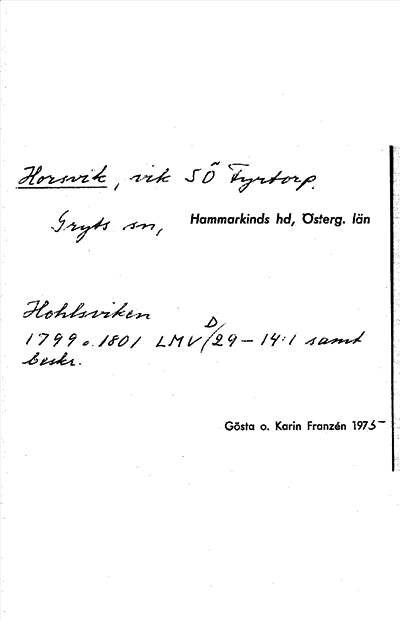 Horsvik, vik SÖ Fyrtorp.
Gryts sn, Hammarkinds hd, Österg. län
Hohlsviken
1799 o. 1801 LMV D/29-14:1 samt
beskr.
Gösta o. Karin Franzén 1975